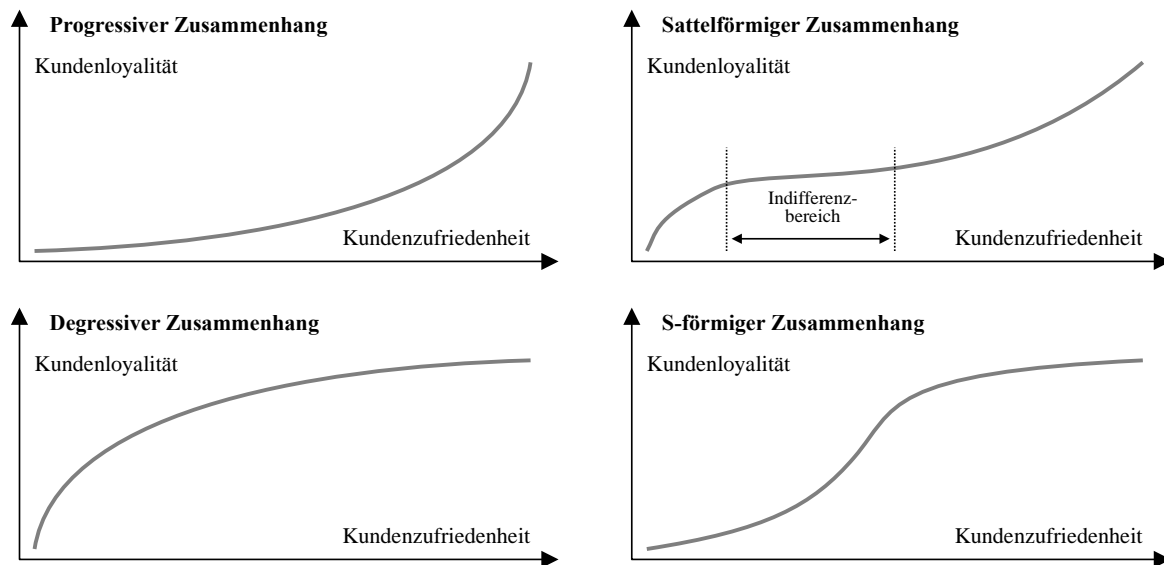 Progressiver Zusammenhang
Kundenloyalität
Kundenzufriedenheit
Sattelförmiger Zusammenhang
Kundenloyalität
Indifferenz-
bereich
Kundenzufriedenheit
Degressiver Zusammenhang
Kundenloyalität
Kundenzufriedenheit
S-förmiger Zusammenhang
Kundenloyalität
Kundenzufriedenheit